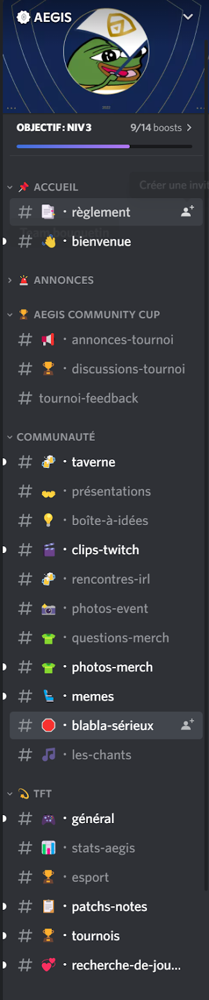 AEGIS
2022
OBJECTIF : NIV 3 9/14 boosts
ACCUEIL
Créer une invit
# · règlement
Team bouquetin
# · bienvenue
ANNONCES
AEGIS COMMUNITY CUP
# · annonces-tournoi
# · discussions-tournoi
# tournoi-feedback
COMMUNAUTÉ
# · taverne
# · présentations
# · boîte-à-idées
# · clips-twitch
# · rencontres-irl
# · photos-event
# · questions-merch
# · photos-merch
# · memes
# · blabla-sérieux
# · les-chants
TFT
# · général
# · stats-aegis
# · esport
# · patchs-notes
# · tournois
# · recherche-de-jou...